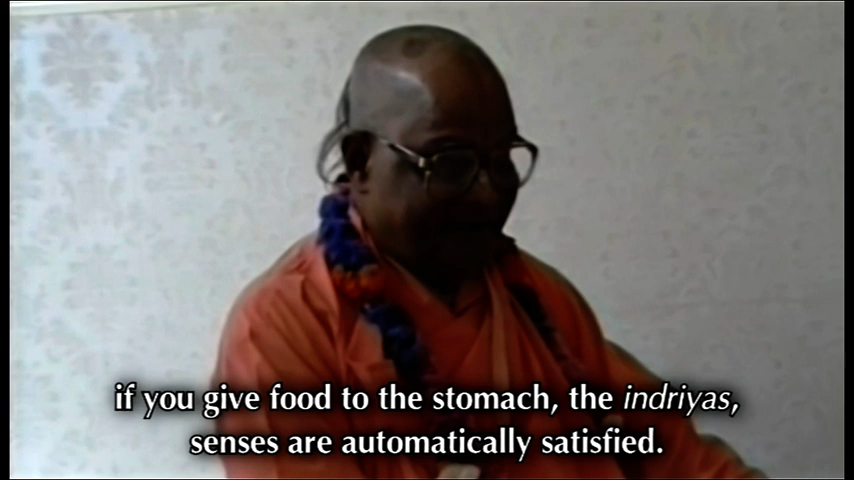 if you give food to the stomach, the indriyas,
senses are automatically satisfied.